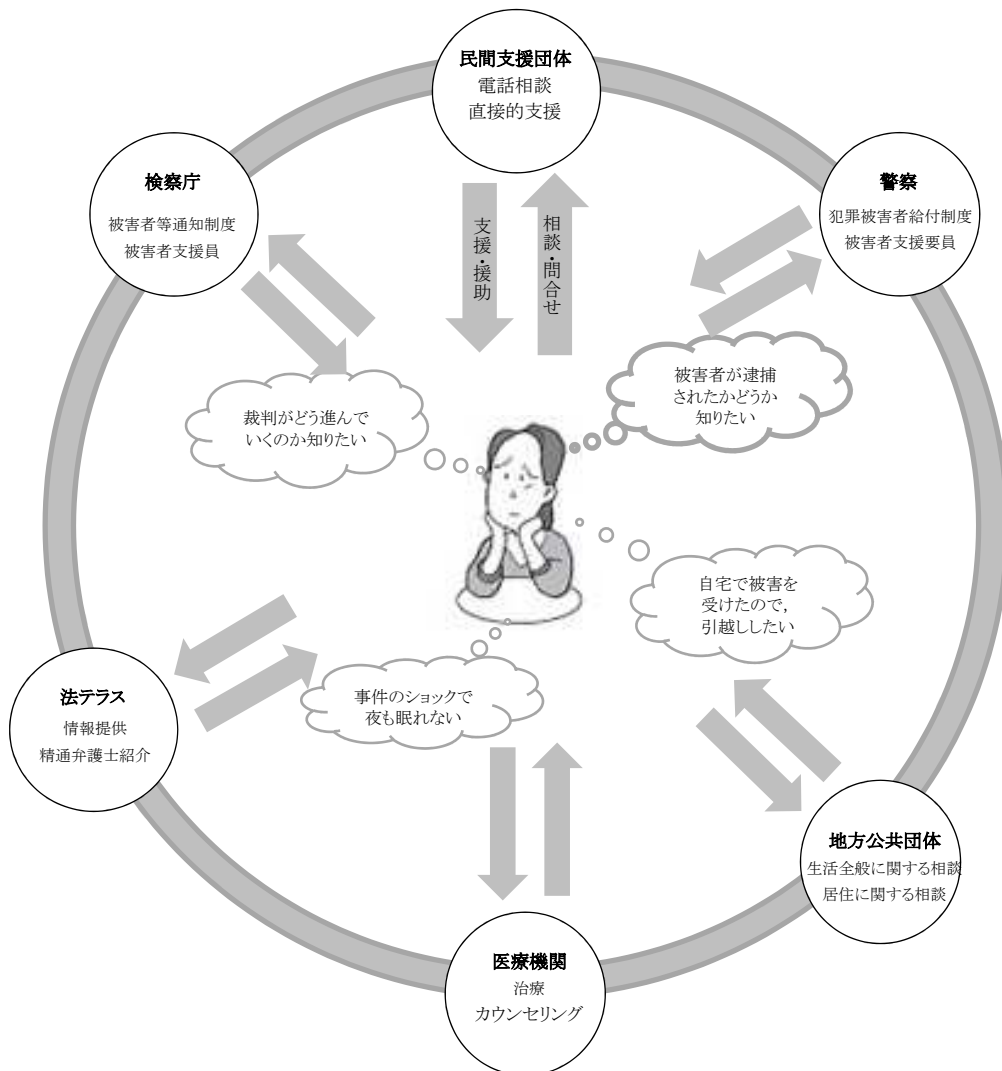 民間支援団体
電話相談
直接的支援
検察庁
被害者等通知制度
被害者支援員
警察
犯罪被害者給付制度
被害者支援要員
支援・援助
相談・問合せ
裁判がどう進んで
いくのか知りたい
被害者が逮捕
されたかどうか
知りたい
自宅で被害を
受けたので,
引越ししたい
事件のショックで
夜も眠れない
法テラス
情報提供
精通弁護士紹介
地方公共団体
生活全般に関する相談
居住に関する相談
医療機関
治療
カウンセリング